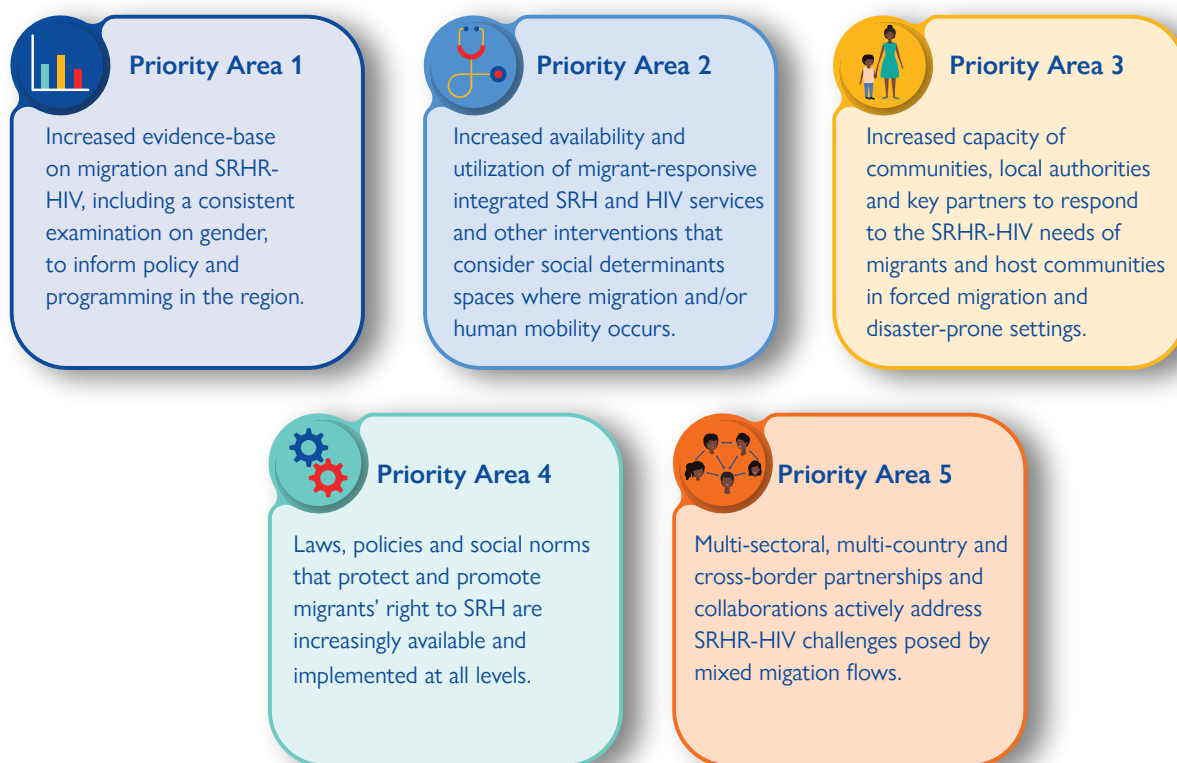 Priority Area 1
Increased evidence-base
on migration and SRHR-
HIV, including a consistent
examination on gender,
to inform policy and
programming in the region.
Priority Area 2
Increased availability and
utilization of migrant-responsive
integrated SRH and HIV services
and other interventions that
consider social determinants
spaces where migration and/or
human mobility occurs.
Priority Area 3
Increased capacity of
communities, local authorities
and key partners to respond
to the SRHR-HIV needs of
migrants and host communities
in forced migration and
disaster-prone settings.
Priority Area 4
Laws, policies and social norms
that protect and promote
migrants’ right to SRH are
increasingly available and
implemented at all levels.
Priority Area 5
Multi-sectoral, multi-country and
cross-border partnerships and
collaborations actively address
SRHR-HIV challenges posed by
mixed migation flows.